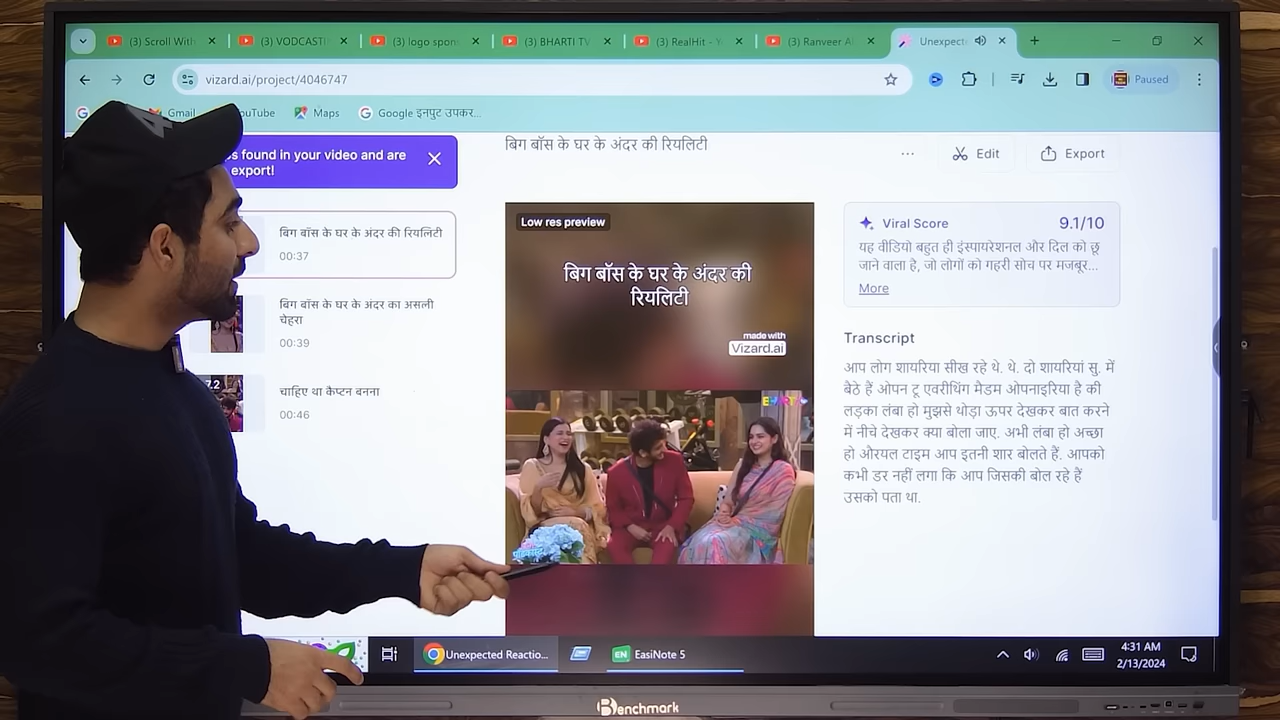 (3) Scroll With
(3) VODCASTI
(3) logo spon
(3) BHARTI TV
(3) RealHit - Y
(3) Ranveer Al
Unexpect
vizard.ai/project/4046747
Paused
Gmail
YouTube
Maps
Google इनपुट उपकर...
found in your video and are
export!
बिग बॉस के घर के अंदर की रियलिटी
Edit
Export
बिग बॉस के घर के अंदर की रियलिटी
00:37
बिग बॉस के घर के अंदर का असली
चेहरा
00:39
7.2
चाहिए था कैप्टन बनना
00:46
Low res preview
बिग बॉस के घर के अंदर की
रियलिटी
made with
Vizard.ai
BHARTI
Viral Score
9.1/10
यह वीडियो बहुत ही इंस्पायरेशनल और दिल को छू
जाने वाला है, जो लोगों को गहरी सोच पर मजबूर...
More
Transcript
आप लोग शायरिया सीख रहे थे. थे. दो शायरियां सु. में
बेठे हैं ओपन टू एवरीथिंग मैडम ओपनाइरिया है की
लड़का लंबा हो मुझसे थोड़ा ऊपर देखकर बात करने
में नीचे देखकर क्या बोला जाए. अभी लंबा हो अच्छा
हो औरयल टाइम आप इतनी शार बोलते हैं. आपको
कभी डर नहीं लगा कि आप जिसकी बोल रहे हैं
उसको पता था.
Unexpected Reactio...
EN
EasiNote 5
4:31 AM
2/13/2024
Benchmark